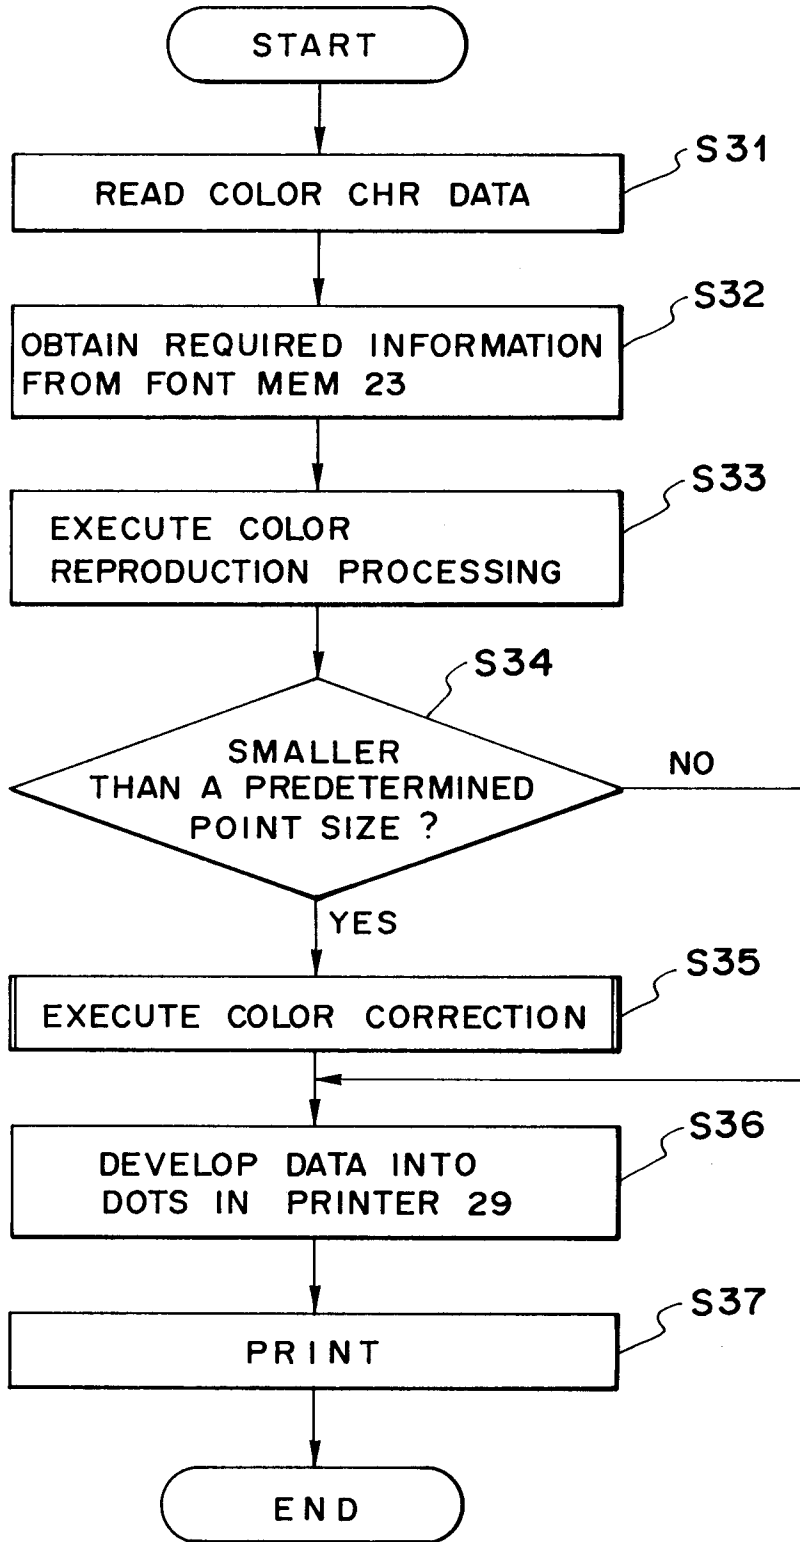 START
S31
READ COLOR CHR DATA
S32
OBTAIN REQUIRED INFORMATION
FROM FONT MEM 23
S33
EXECUTE COLOR
REPRODUCTION PROCESSING
S34
SMALLER
THAN A PREDETERMINED
POINT SIZE ?
NO
YES
S35
EXECUTE COLOR CORRECTION
S36
DEVELOP DATA INTO
DOTS IN PRINTER 29
S37
PRINT
END